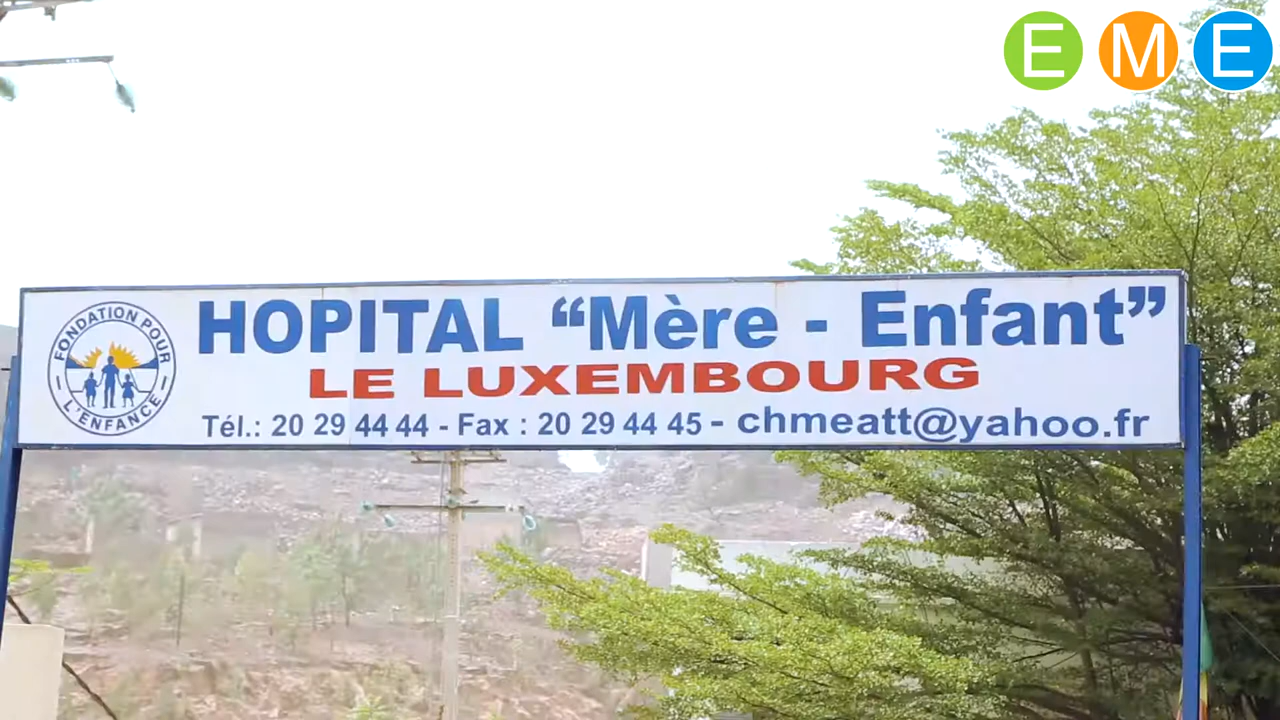 E M E
FONDATION POUR
L'ENFANCE
HOPITAL “Mère - Enfant”
LE LUXEMBOURG
Tél.: 20 29 44 44 - Fax : 20 29 44 45 - chmeatt@yahoo.fr